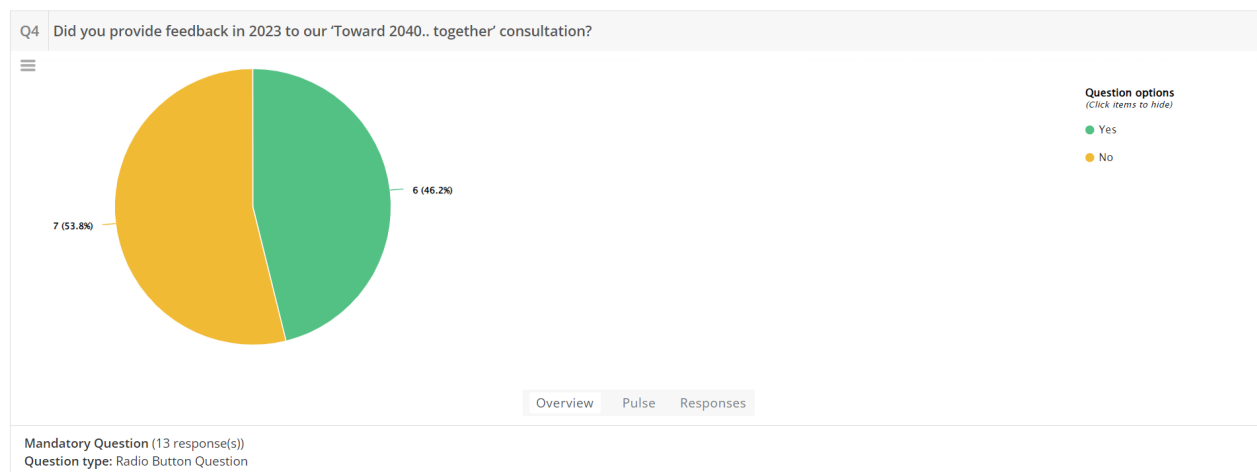 Q4 Did you provide feedback in 2023 to our ‘Toward 2040.. together’ consultation?
Question options
(Click items to hide)
Yes
No
6 (46.2%)
7 (53.8%)
Overview Pulse Responses
Mandatory Question (13 response(s))
Question type: Radio Button Question